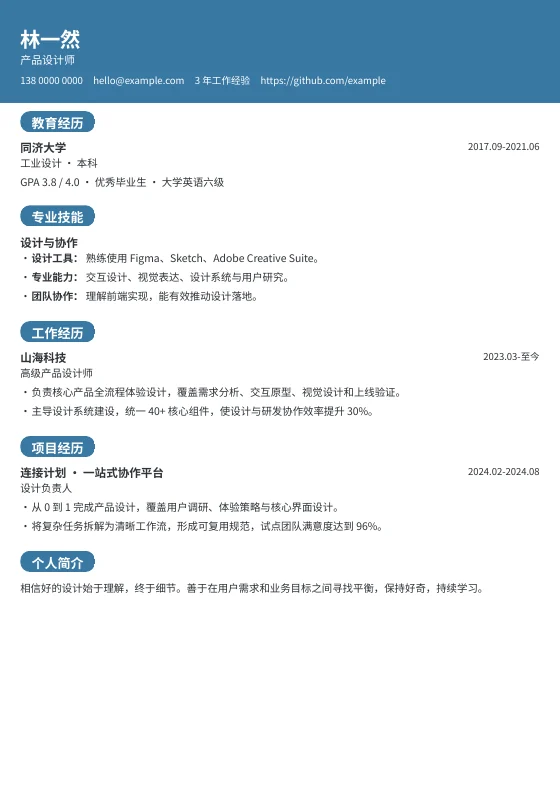 林一然
产品设计师
138 0000 0000 hello@example.com 3 年工作经验 https://github.com/example
教育经历
同济大学 2017.09-2021.06
工业设计 • 本科
GPA 3.8 / 4.0 • 优秀毕业生 • 大学英语六级
专业技能
设计与协作
• 设计工具： 熟练使用 Figma、Sketch、Adobe Creative Suite。
• 专业能力： 交互设计、视觉表达、设计系统与用户研究。
• 团队协作： 理解前端实现，能有效推动设计落地。
工作经历
山海科技 2023.03-至今
高级产品设计师
• 负责核心产品全流程体验设计，覆盖需求分析、交互原型、视觉设计和上线验证。
• 主导设计系统建设，统一 40+ 核心组件，使设计与研发协作效率提升 30%。
项目经历
连接计划 • 一站式协作平台 2024.02-2024.08
设计负责人
• 从 0 到 1 完成产品设计，覆盖用户调研、体验策略与核心界面设计。
• 将复杂任务拆解为清晰工作流，形成可复用规范，试点团队满意度达到 96%。
个人简介
相信好的设计始于理解，终于细节。善于在用户需求和业务目标之间寻找平衡，保持好奇，持续学习。